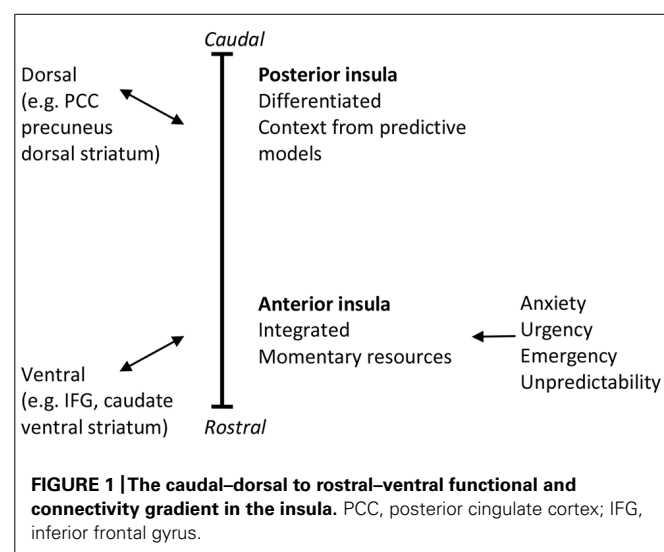 Caudal
Dorsal
(e.g. PCC
precuneus
dorsal striatum)
Posterior insula
Differentiated
Context from predictive
models
Anterior insula
Integrated
Momentary resources
Anxiety
Urgency
Emergency
Unpredictability
Ventral
(e.g. IFG, caudate
ventral striatum)
Rostral
FIGURE 1 | The caudal–dorsal to rostral–ventral functional and
connectivity gradient in the insula. PCC, posterior cingulate cortex; IFG,
inferior frontal gyrus.